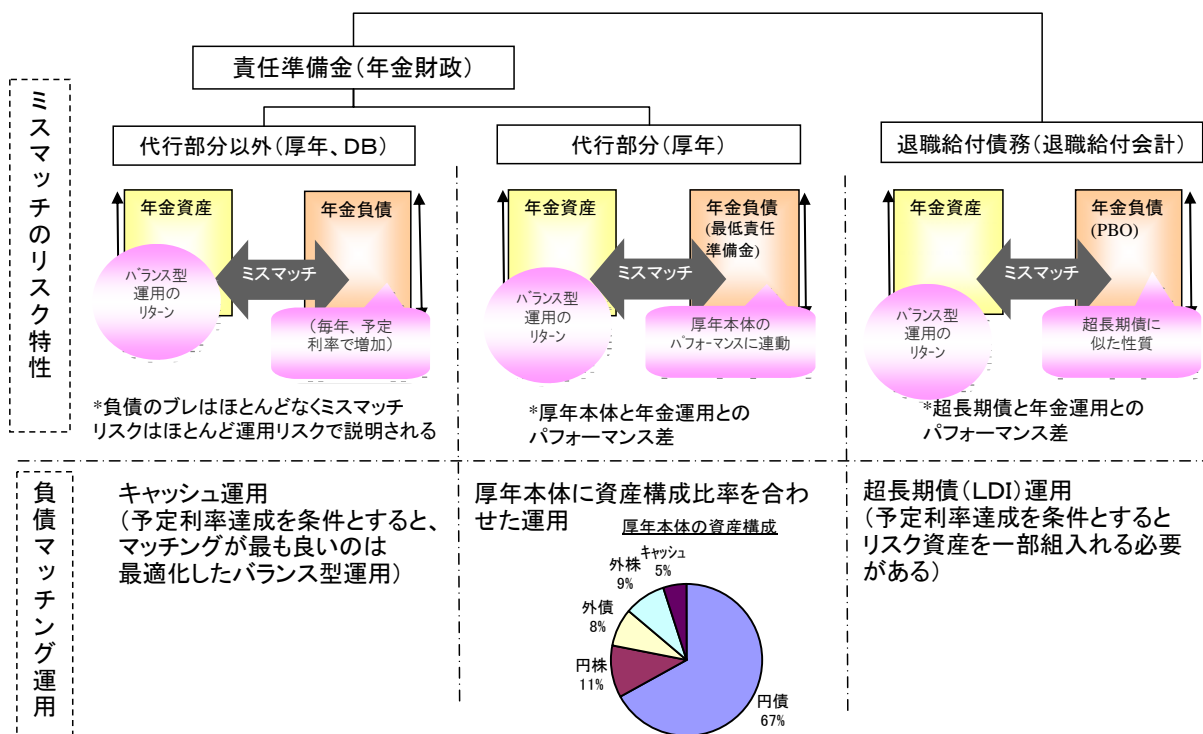 責任準備金(年金財政)
ミスマッチのリスク特性
代行部分以外(厚年、DB)
代行部分(厚年)
退職給付債務(退職給付会計)
年金資産
年金負債
ミスマッチ
バランス型
運用の
リターン
(毎年、予定
利率で増加)
*負債のブレはほとんどなくミスマッチ
リスクはほとんど運用リスクで説明される
年金資産
年金負債
(最低責任
準備金)
ミスマッチ
バランス型
運用の
リターン
厚年本体の
パフォーマンスに連動
*厚年本体と年金運用との
パフォーマンス差
年金資産
年金負債
(PBO)
ミスマッチ
バランス型
運用の
リターン
超長期債に
似た性質
*超長期債と年金運用との
パフォーマンス差
負債マッチング運用
キャッシュ運用
(予定利率達成を条件とすると、
マッチングが最も良いのは
最適化したバランス型運用)
厚年本体に資産構成比率を合わ
せた運用
厚年本体の資産構成
キャッシュ
5%
外株
9%
外債
8%
円株
11%
円債
67%
超長期債(LDI)運用
(予定利率達成を条件とすると
リスク資産を一部組入れる必要
がある)